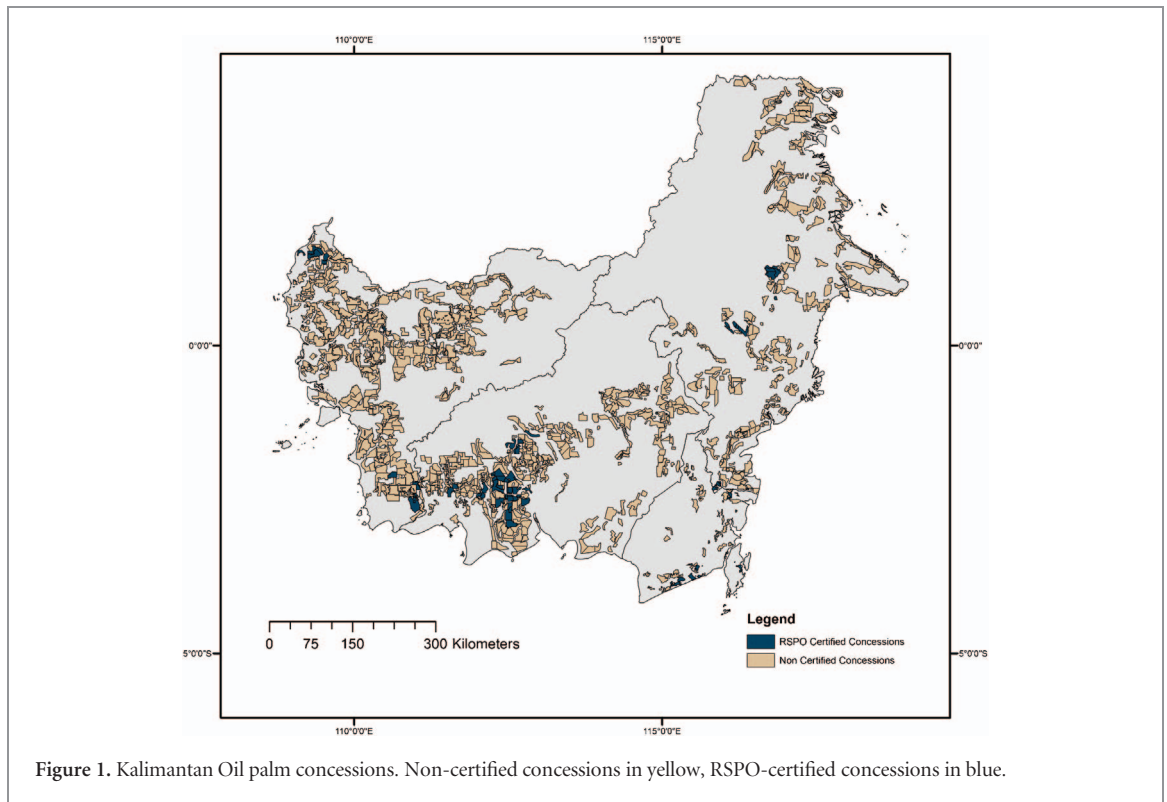 110°0'0"E 115°0'0"E
0°0'0" 0°0'0"
0 75 150 300 Kilometers
Legend
RSPO Certified Concessions
Non Certified Concessions
5°0'0"S 5°0'0"S
110°0'0"E 115°0'0"E
Figure 1. Kalimantan Oil palm concessions. Non-certified concessions in yellow, RSPO-certified concessions in blue.